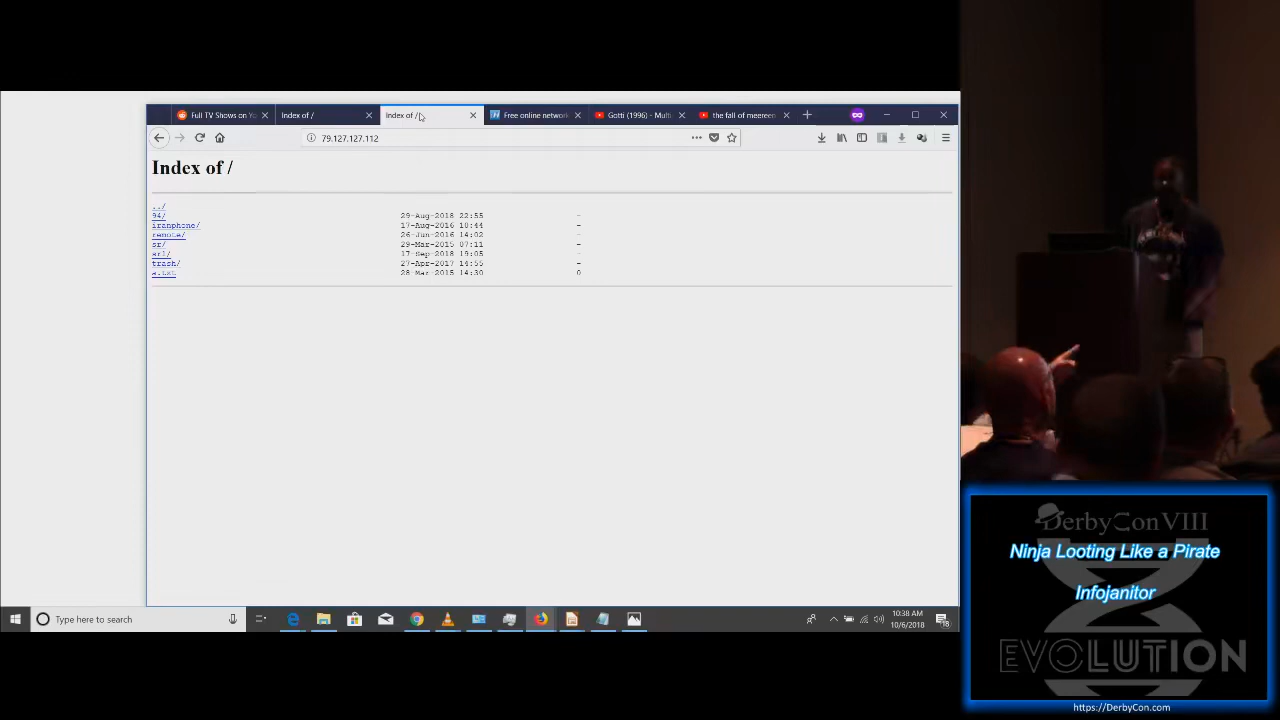 Full TV Shows on Yo
Index of /
Index of /
Free online network
Gotti (1996) - Multi
the fall of meereen
79.127.127.112
Index of /
../
94/ 29-Aug-2018 22:55 -
iranphone/ 17-Aug-2016 10:44 -
remote/ 26-Jun-2016 14:02 -
sr/ 29-Mar-2015 07:11 -
sr1/ 17-Sep-2018 19:05 -
trash/ 27-Apr-2017 14:55 -
a.txt 28-Mar-2015 14:30 0
Type here to search
10:38 AM
10/6/2018
DerbyCon VIII
Ninja Looting Like a Pirate
Infojanitor
EVOLUTION
https://DerbyCon.com